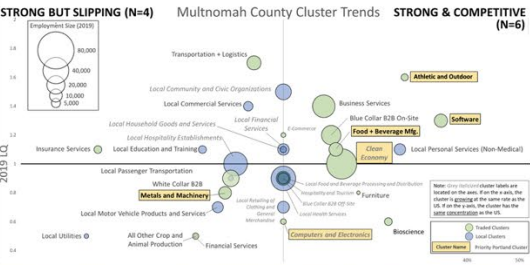 STRONG BUT SLIPPING (N=4)
Multnomah County Cluster Trends
STRONG & COMPETITIVE
(N=6)
Employment Size (2019)
80,000
40,000
20,000
10,000
5,000
2019 LQ
Transportation + Logistics
Athletic and Outdoor
Local Community and Civic Organizations
Local Commercial Services
Business Services
Local Financial
Services
Blue Collar B2B On-Site
Software
Local Household Goods and Services
E-Commerce
Food + Beverage Mfg.
Local Hospitality Establishments
Insurance Services
Local Education and Training
Clean
Economy
Local Personal Services (Non-Medical)
Local Passenger Transportation
White Collar B2B
Local Food and Beverage Processing and Distribution
Metals and Machinery
Hospitality and Tourism
Furniture
Local Retailing of
Clothing and
General
Merchandise
Blue Collar B2B Off-Site
Local Health Services
Local Motor Vehicle Products and Services
Local Utilities
All Other Crop and
Animal Production
Financial Services
Computers and Electronics
Bioscience
Note: Grey italicized cluster labels are
located on the axes. If on the x-axis, the
cluster is growing at the same rate as the
US. If on the y-axis, the cluster has the
same concentration as the US.
Traded Clusters
Local Clusters
Cluster Name
Priority Portland Cluster
40%
50%